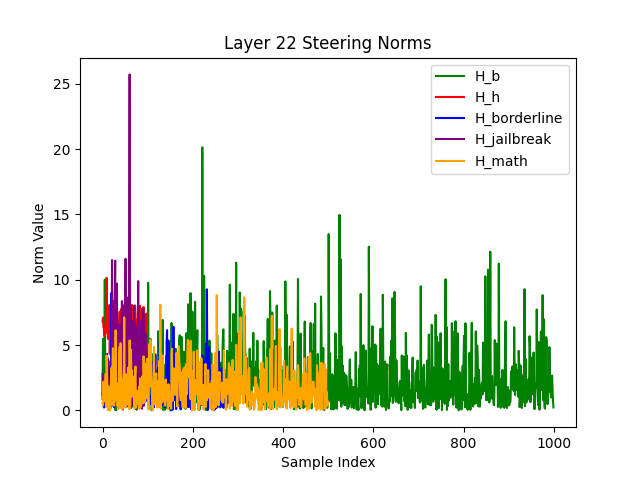 Layer 22 Steering Norms
H_b
H_h
H_borderline
H_jailbreak
H_math
25
20
15
10
5
0
Norm Value
0 200 400 600 800 1000
Sample Index